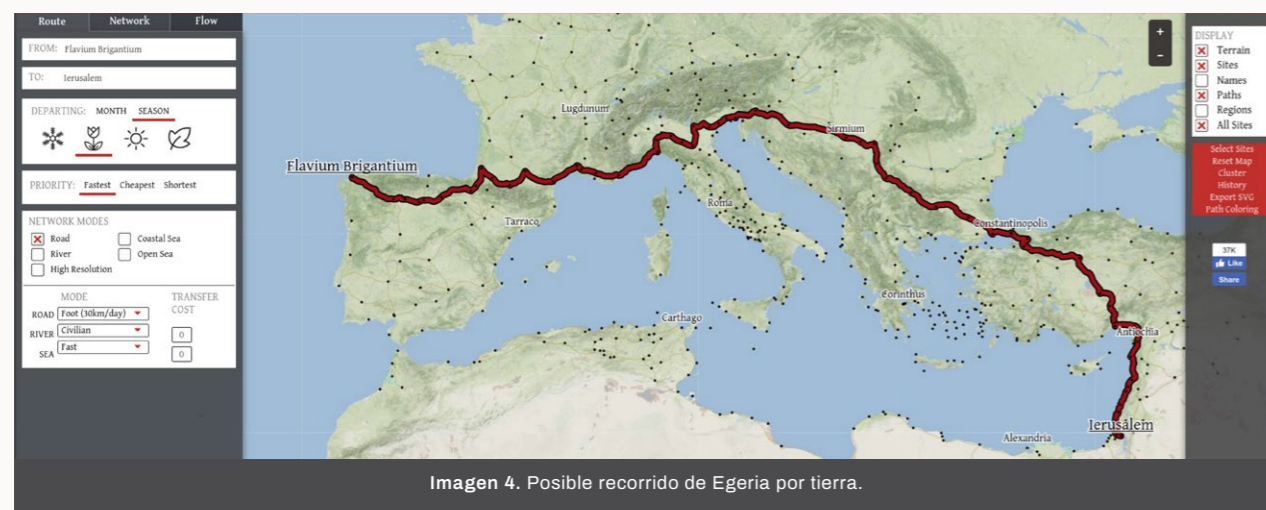 Route Network Flow
FROM: Flavium Brigantium
TO: Ierusalem
DEPARTING: MONTH SEASON
PRIORITY: Fastest Cheapest Shortest
NETWORK MODES
Road Coastal Sea
River Open Sea
High Resolution
MODE TRANSFER COST
ROAD Foot (30km/day)
RIVER Civilian 0
SEA Fast 0
Lugdunum
Sirmium
Flavium Brigantium
Roma
Tarraco
Constantinopolis
Corinthus
Carthago
Antiochia
Ierusalem
Alexandria
+
-
DISPLAY
Terrain
Sites
Names
Paths
Regions
All Sites
Select Sites
Reset Map
Cluster
History
Export SVG
Path Coloring
37K
Like
Share
Imagen 4. Posible recorrido de Egeria por tierra.